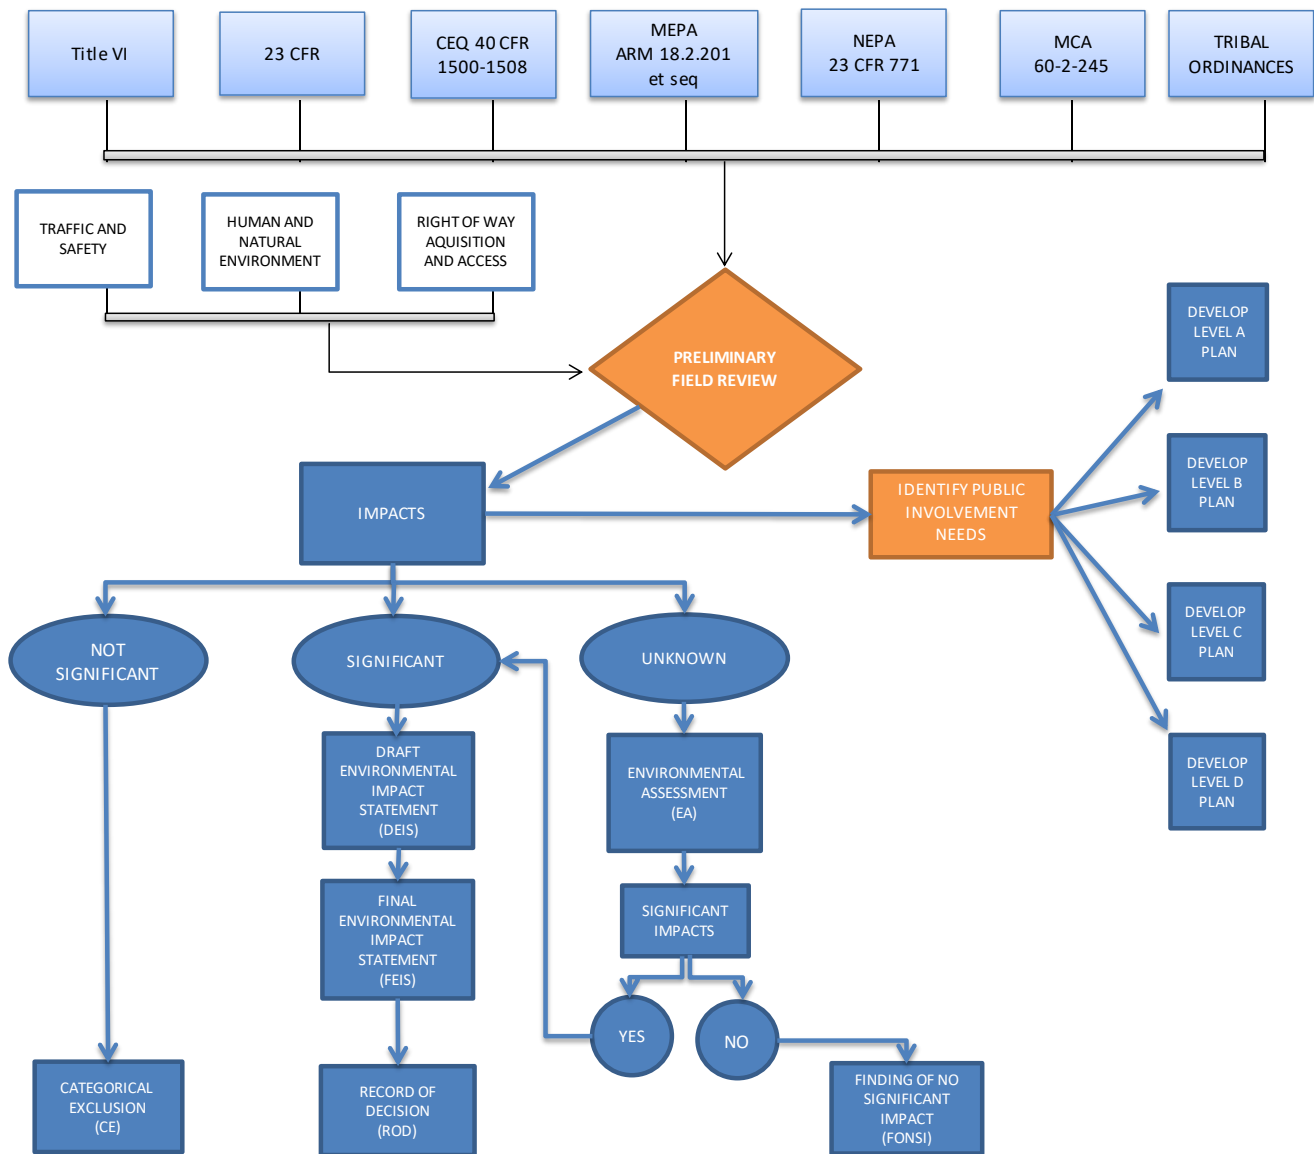 Title VI
23 CFR
CEQ 40 CFR
1500-1508
MEPA
ARM 18.2.201
et seq
NEPA
23 CFR 771
MCA
60-2-245
TRIBAL
ORDINANCES
TRAFFIC AND
SAFETY
HUMAN AND
NATURAL
ENVIRONMENT
RIGHT OF WAY
AQUISITION
AND ACCESS
PRELIMINARY
FIELD REVIEW
DEVELOP
LEVEL A
PLAN
DEVELOP
LEVEL B
PLAN
IMPACTS
IDENTIFY PUBLIC
INVOLVEMENT
NEEDS
DEVELOP
LEVEL C
PLAN
DEVELOP
LEVEL D
PLAN
NOT
SIGNIFICANT
SIGNIFICANT
UNKNOWN
DRAFT
ENVIRONMENTAL
IMPACT
STATEMENT
(DEIS)
ENVIRONMENTAL
ASSESSMENT
(EA)
FINAL
ENVIRONMENTAL
IMPACT
STATEMENT
(FEIS)
SIGNIFICANT
IMPACTS
YES
NO
CATEGORICAL
EXCLUSION
(CE)
RECORD OF
DECISION
(ROD)
FINDING OF NO
SIGNIFICANT
IMPACT
(FONSI)